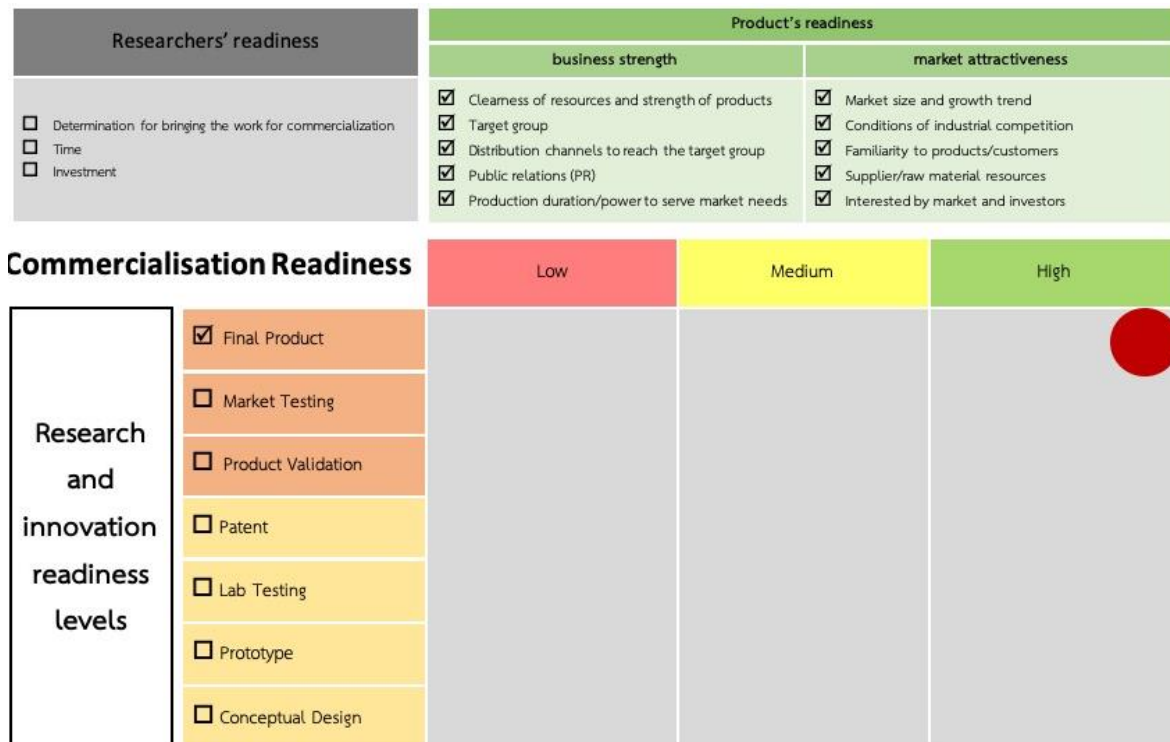 Researchers’ readiness
Product’s readiness
business strength
market attractiveness
☐ Determination for bringing the work for commercialization
☐ Time
☐ Investment
☑ Clearness of resources and strength of products
☑ Target group
☑ Distribution channels to reach the target group
☑ Public relations (PR)
☑ Production duration/power to serve market needs
☑ Market size and growth trend
☑ Conditions of industrial competition
☑ Familiarity to products/customers
☑ Supplier/raw material resources
☑ Interested by market and investors
Commercialisation Readiness
Low
Medium
High
Research
and
innovation
readiness
levels
☑ Final Product
☐ Market Testing
☐ Product Validation
☐ Patent
☐ Lab Testing
☐ Prototype
☐ Conceptual Design